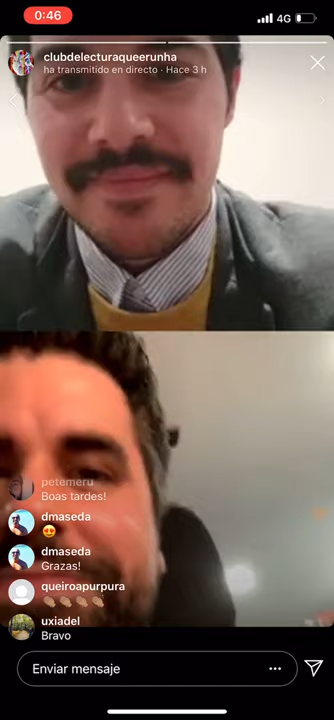 0:46
4G
clubdelecturaqueerunha
ha transmitido en directo · Hace 3 h
petemeru
Boas tardes!
dmaseda
😍
dmaseda
Grazas!
queiroapurpura
👏🏼👏🏼👏🏼👏🏼
uxiadel
Bravo
Enviar mensaje